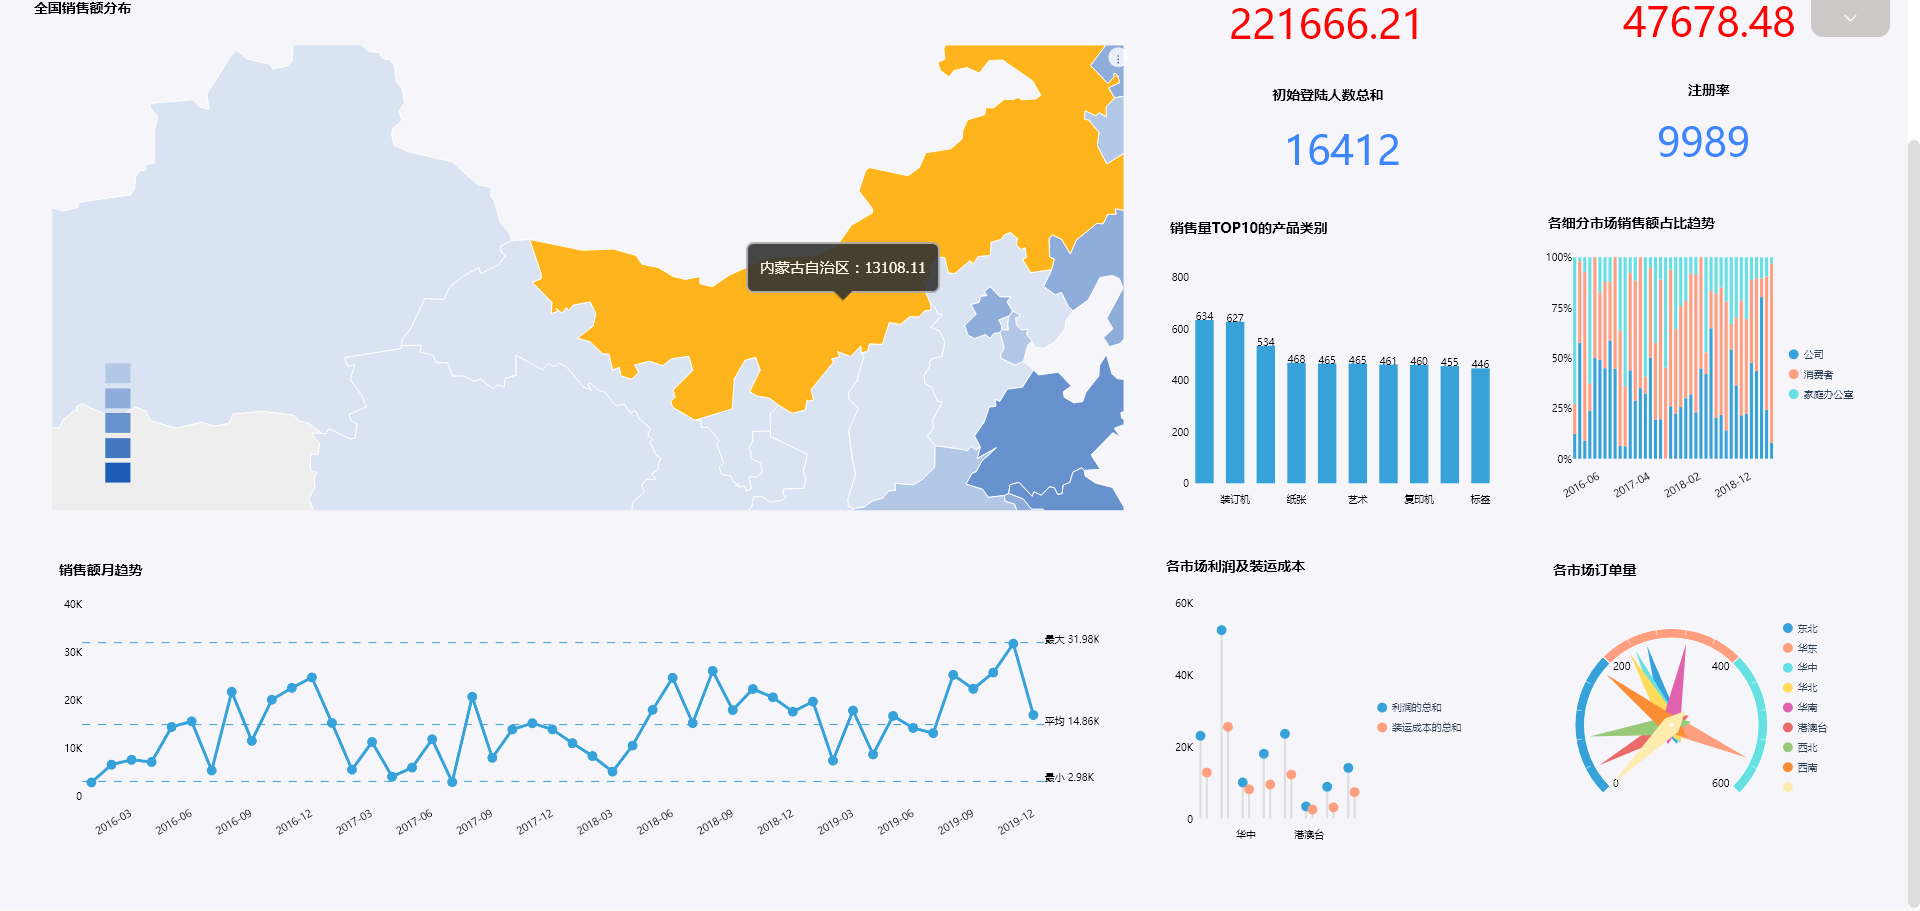 全国销售额分布
221666.21
47678.48
初始登陆人数总和
注册率
16412
9989
内蒙古自治区：13108.11
销售量TOP10的产品类别
800
600
400
200
0
634
627
534
468
465
465
461
460
455
446
装订机
纸张
艺术
复印机
标签
各细分市场销售额占比趋势
100%
75%
50%
25%
0%
2016-06
2017-04
2018-02
2018-12
公司
消费者
家庭办公室
销售额月趋势
40K
30K
20K
10K
0
最大 31.98K
平均 14.86K
最小 2.98K
2016-03
2016-06
2016-09
2016-12
2017-03
2017-06
2017-09
2017-12
2018-03
2018-06
2018-09
2018-12
2019-03
2019-06
2019-09
2019-12
各市场利润及装运成本
60K
40K
20K
0
华中
港澳台
利润的总和
装运成本的总和
各市场订单量
200
400
0
600
东北
华东
华中
华北
华南
港澳台
西北
西南